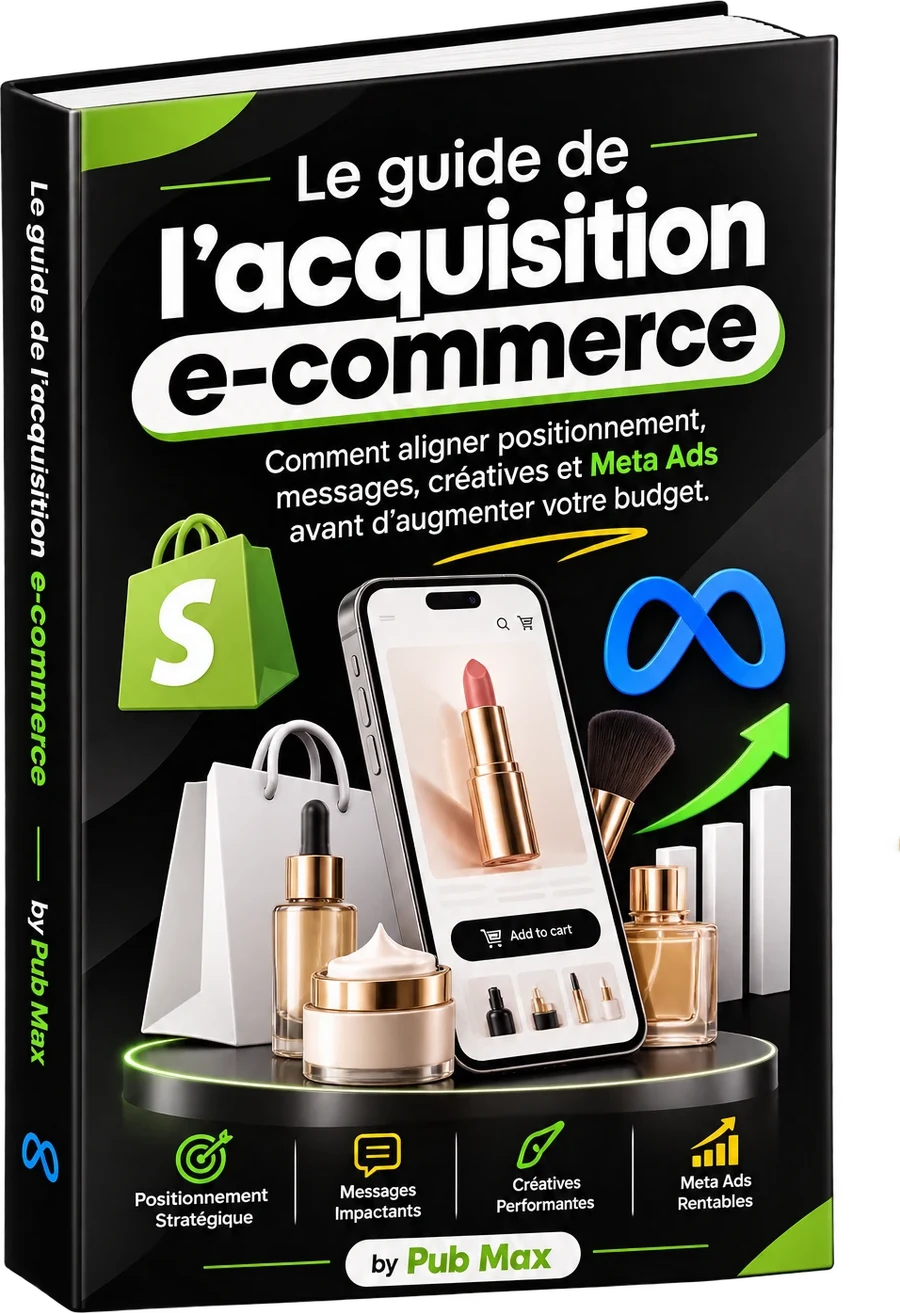 Le guide de
l'acquisition
e-commerce
Comment aligner positionnement,
messages, créatives et Meta Ads
avant d'augmenter votre budget.
S
Add to cart
Positionnement
Stratégique
Messages
Impactants
Créatives
Performantes
Meta Ads
Rentables
by Pub Max
Le guide de l'acquisition e-commerce by Pub Max